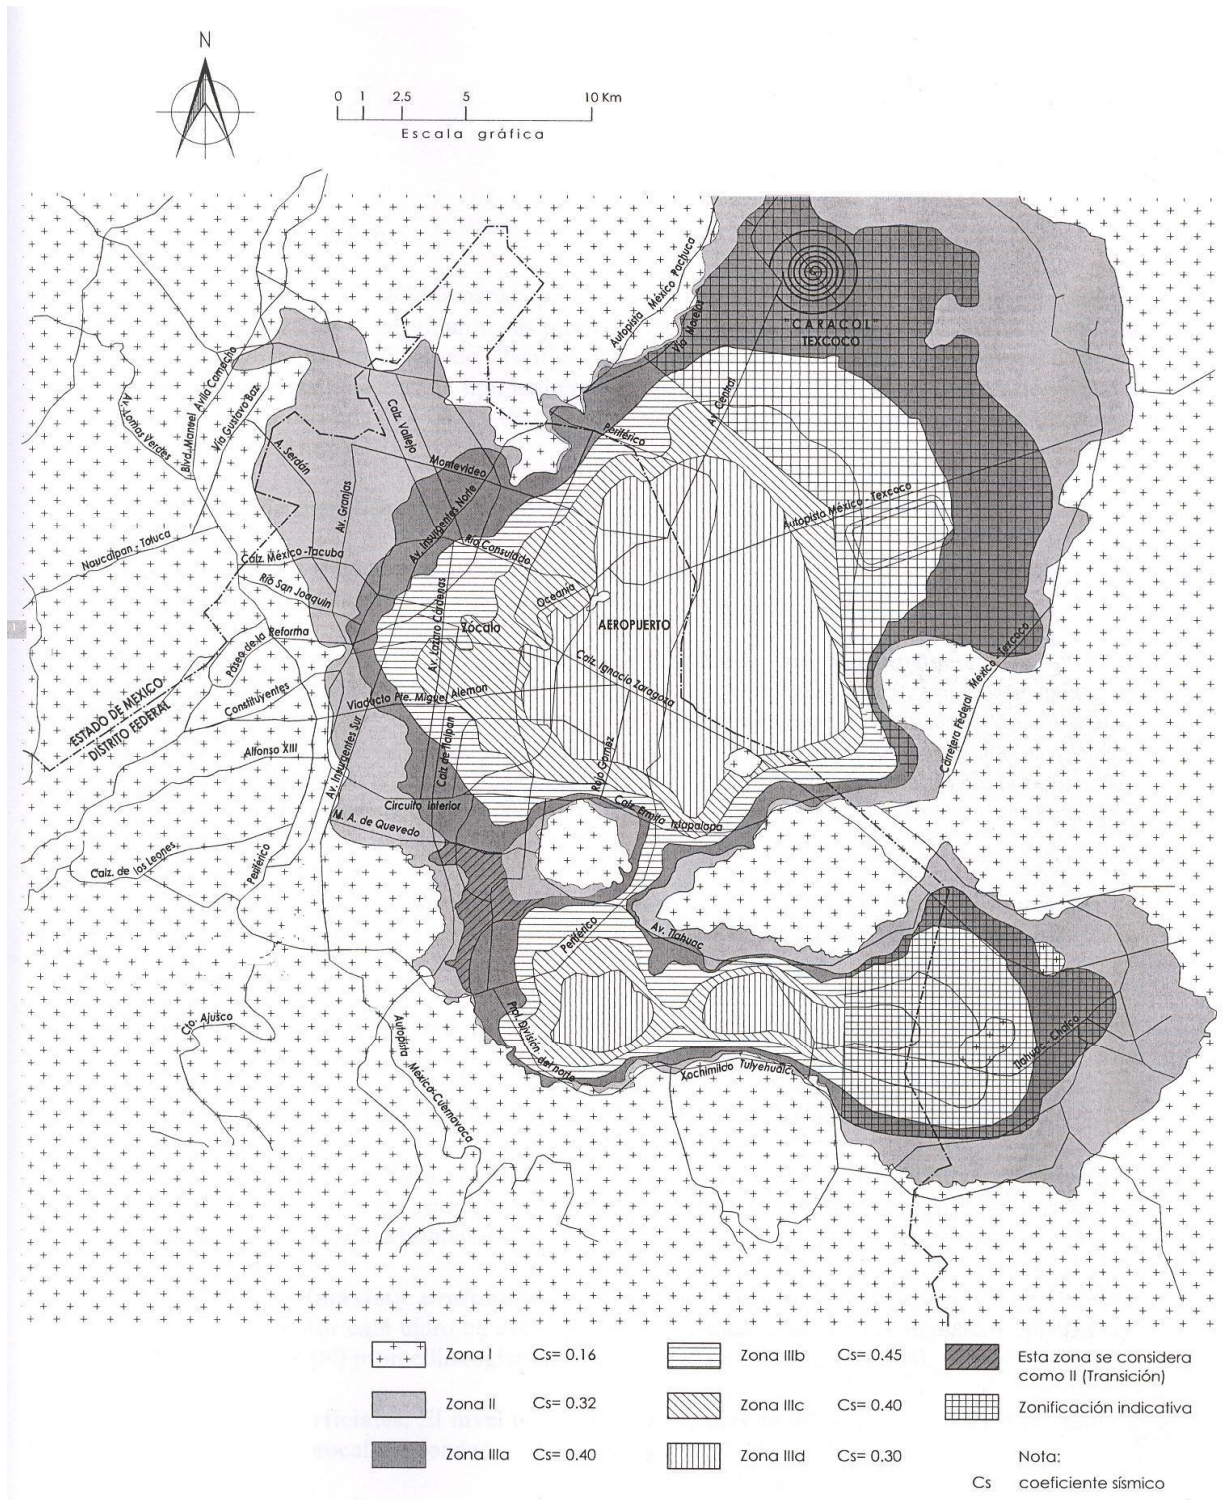 N
0 1 2.5 5 10 Km
Escala gráfica
Autopista México Pachuca
Vía Morelos
"CARACOL"
TEXCOCO
Av. Lomas Verdes
Blvd. Manuel Avila Camacho
Vía Gustavo Baz
A. Serdán
Calz. Vallejo
Montevideo
Periférico
Av. Central
Av. Granjas
Av. Insurgentes Norte
Autopista México - Texcoco
Naucalpan - Toluca
Calz. México -Tacuba
Río Consulado
Río San Joaquín
Oceanía
Av. Lazaro Cardenas
Zócalo
AEROPUERTO
Paseo de la Reforma
Calz. Ignacio Zaragoza
Carretera Federal México -Texcoco
Constituyentes
Viaducto Pte. Miguel Aleman
ESTADO DE MEXICO
DISTRITO FEDERAL
Alfonso XIII
Av. Insurgentes Sur
Calz de Tlalpan
Rojo Gomez
Circuito interior
Calz. Ermita Iztapalapa
M. A. de Quevedo
Calz. de los Leones
Periférico
Periférico
Av. Tlahuac
Cto. Ajusco
Autopista México-Cuernavaca
Prol. División del norte
Xochimilco Tulyehualco
Tlahuac - Chalco
Zona I Cs= 0.16
Zona II Cs= 0.32
Zona IIIa Cs= 0.40
Zona IIIb Cs= 0.45
Zona IIIc Cs= 0.40
Zona IIId Cs= 0.30
Esta zona se considera
como II (Transición)
Zonificación indicativa
Nota:
Cs coeficiente sísmico